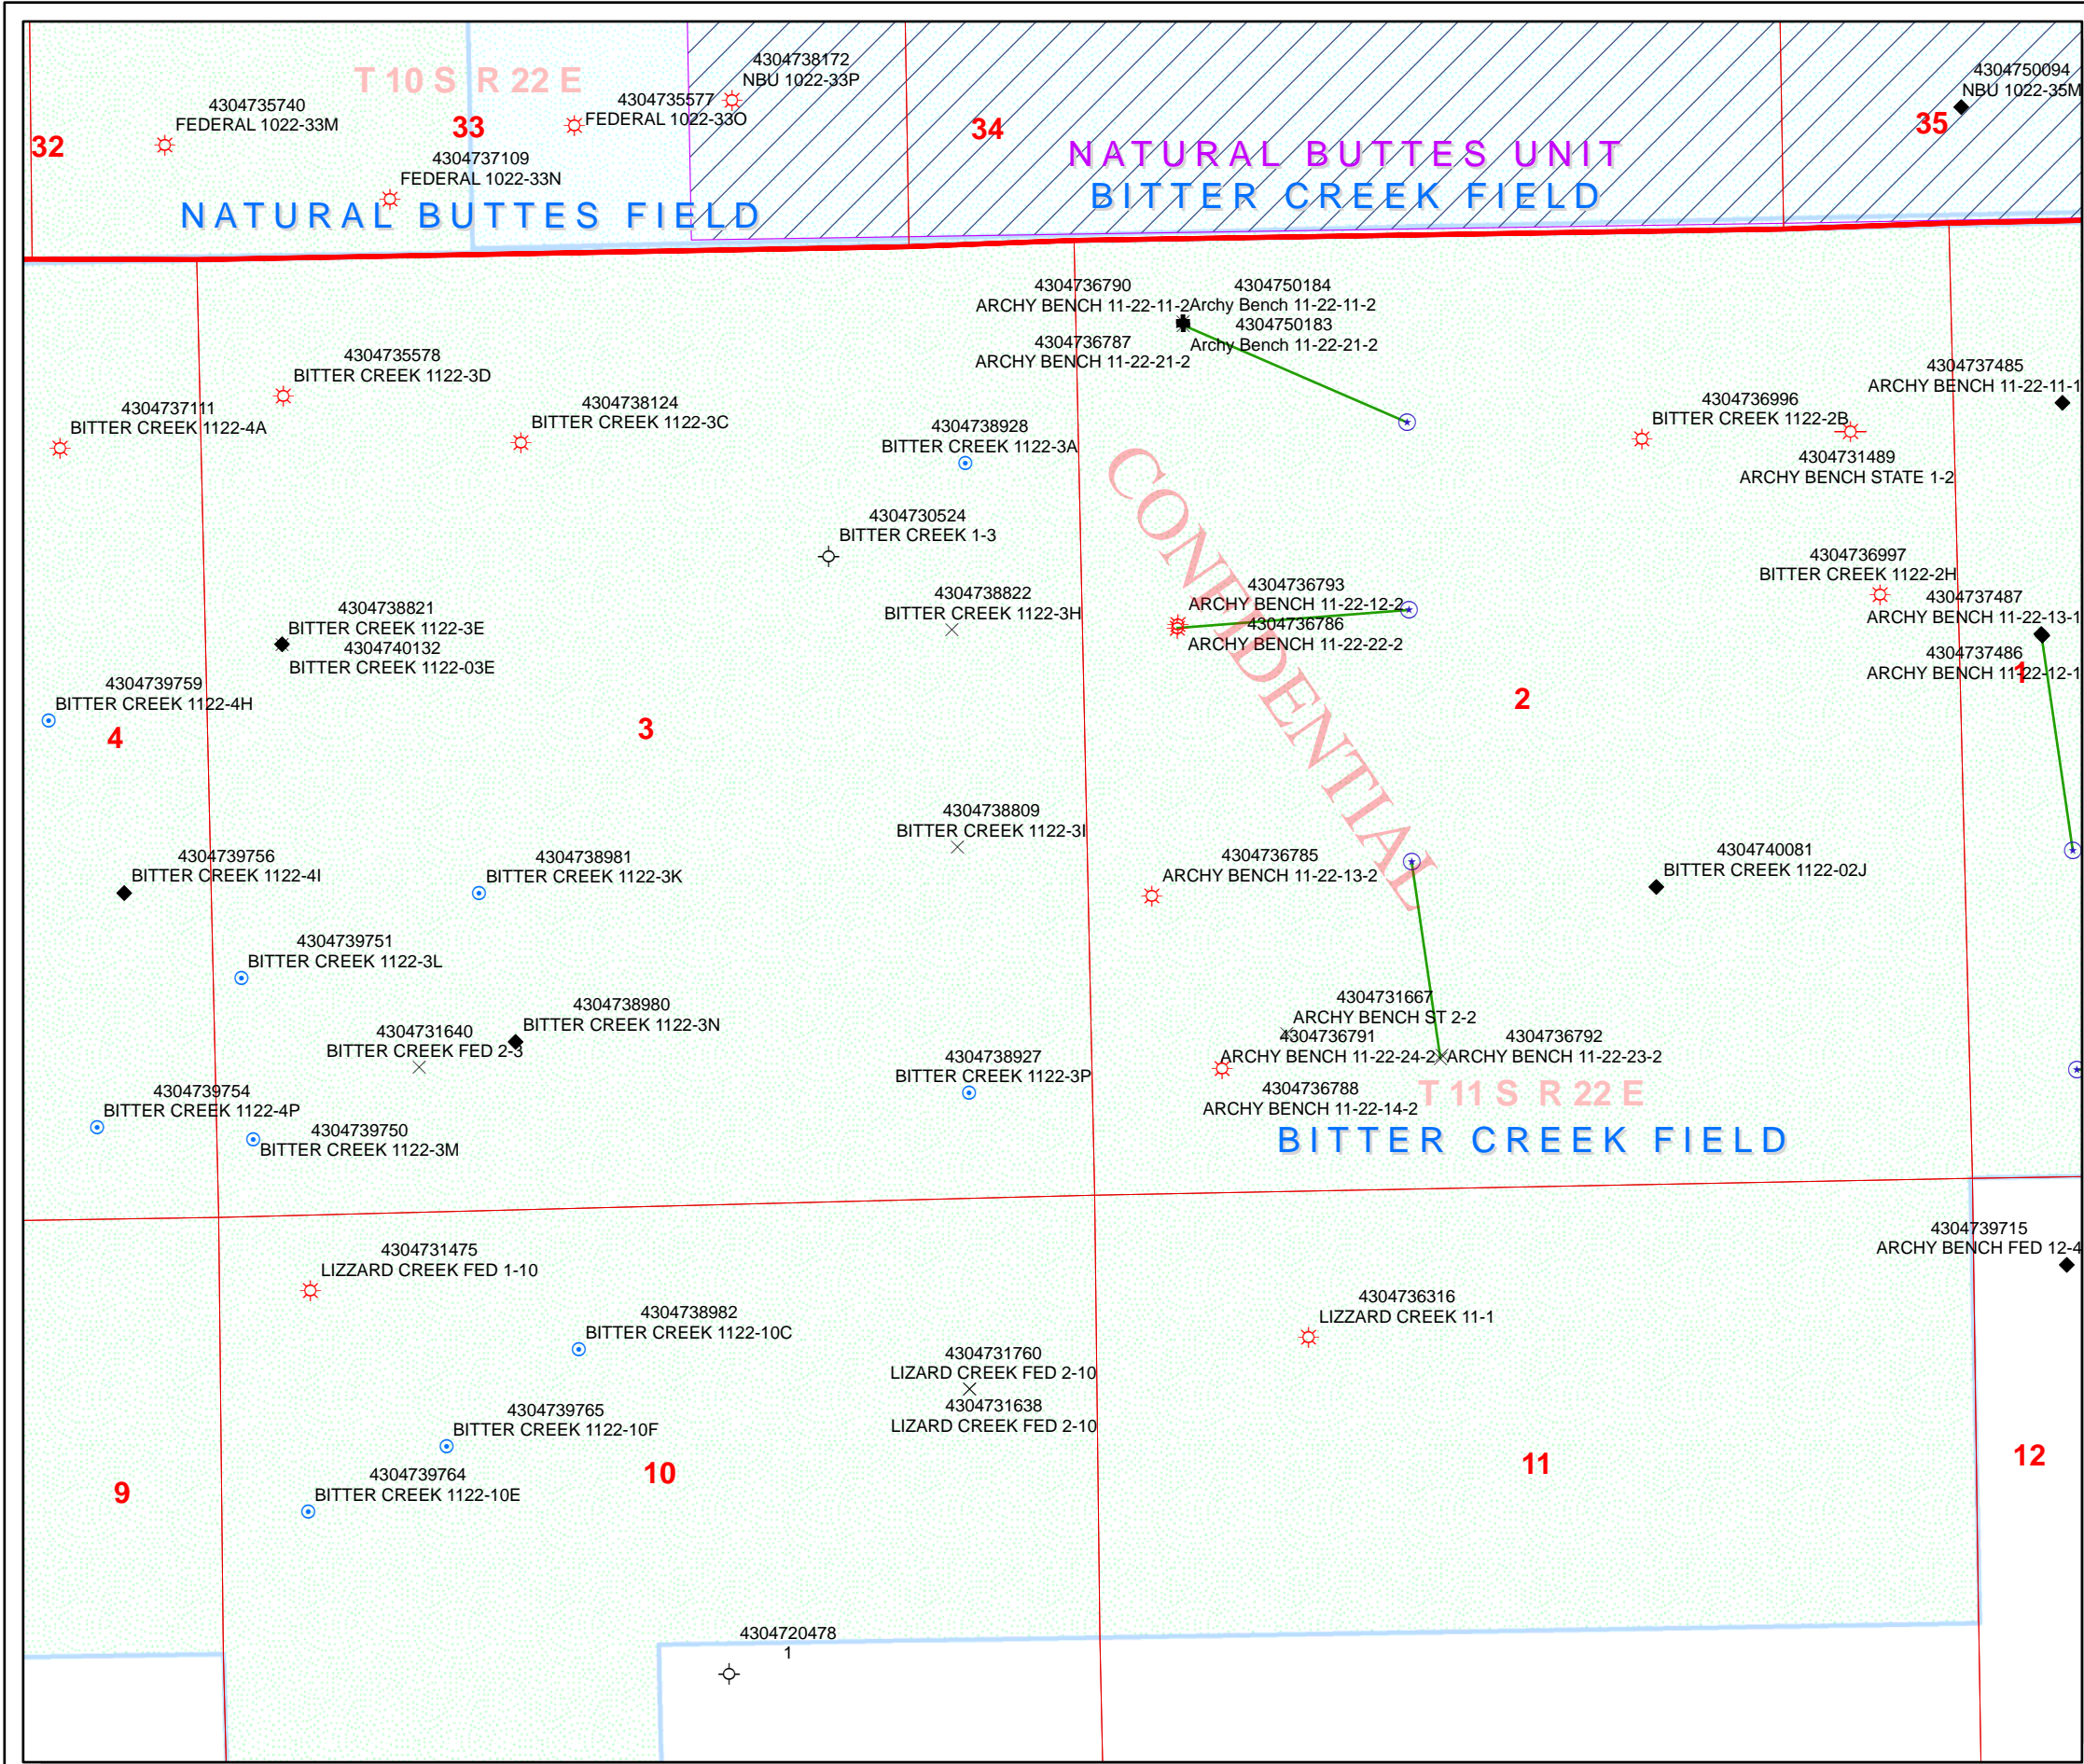 4304738172
NBU 1022-33P
T 10 S R 22 E
4304750094
NBU 1022-35M
4304735740
FEDERAL 1022-33M
4304735577
FEDERAL 1022-33O
33
34
35
32
4304737109
FEDERAL 1022-33N
NATURAL BUTTES UNIT
BITTER CREEK FIELD
NATURAL BUTTES FIELD
4304736790
ARCHY BENCH 11-22-11-2
4304750184
Archy Bench 11-22-11-2
4304750183
Archy Bench 11-22-21-2
4304736787
ARCHY BENCH 11-22-21-2
4304735578
BITTER CREEK 1122-3D
4304737485
ARCHY BENCH 11-22-11-1
4304737111
BITTER CREEK 1122-4A
4304738124
BITTER CREEK 1122-3C
4304736996
BITTER CREEK 1122-2B
4304738928
BITTER CREEK 1122-3A
4304731489
ARCHY BENCH STATE 1-2
CONFIDENTIAL
4304730524
BITTER CREEK 1-3
4304736997
BITTER CREEK 1122-2H
4304738822
BITTER CREEK 1122-3H
4304736793
ARCHY BENCH 11-22-12-2
4304736786
ARCHY BENCH 11-22-22-2
4304737487
ARCHY BENCH 11-22-13-1
4304738821
BITTER CREEK 1122-3E
4304740132
BITTER CREEK 1122-03E
4304737486
ARCHY BENCH 11-22-12-1
1
4304739759
BITTER CREEK 1122-4H
2
3
4
4304738809
BITTER CREEK 1122-3I
4304739756
BITTER CREEK 1122-4I
4304738981
BITTER CREEK 1122-3K
4304736785
ARCHY BENCH 11-22-13-2
4304740081
BITTER CREEK 1122-02J
4304739751
BITTER CREEK 1122-3L
4304738980
BITTER CREEK 1122-3N
4304731667
ARCHY BENCH ST 2-2
4304731640
BITTER CREEK FED 2-3
4304736791
ARCHY BENCH 11-22-24-2
4304736792
ARCHY BENCH 11-22-23-2
4304738927
BITTER CREEK 1122-3P
4304736788
ARCHY BENCH 11-22-14-2
T 11 S R 22 E
4304739754
BITTER CREEK 1122-4P
4304739750
BITTER CREEK 1122-3M
BITTER CREEK FIELD
4304739715
ARCHY BENCH FED 12-4
4304731475
LIZZARD CREEK FED 1-10
4304736316
LIZZARD CREEK 11-1
4304738982
BITTER CREEK 1122-10C
4304731760
LIZARD CREEK FED 2-10
4304731638
LIZARD CREEK FED 2-10
4304739765
BITTER CREEK 1122-10F
4304739764
BITTER CREEK 1122-10E
9
10
11
12
4304720478
1